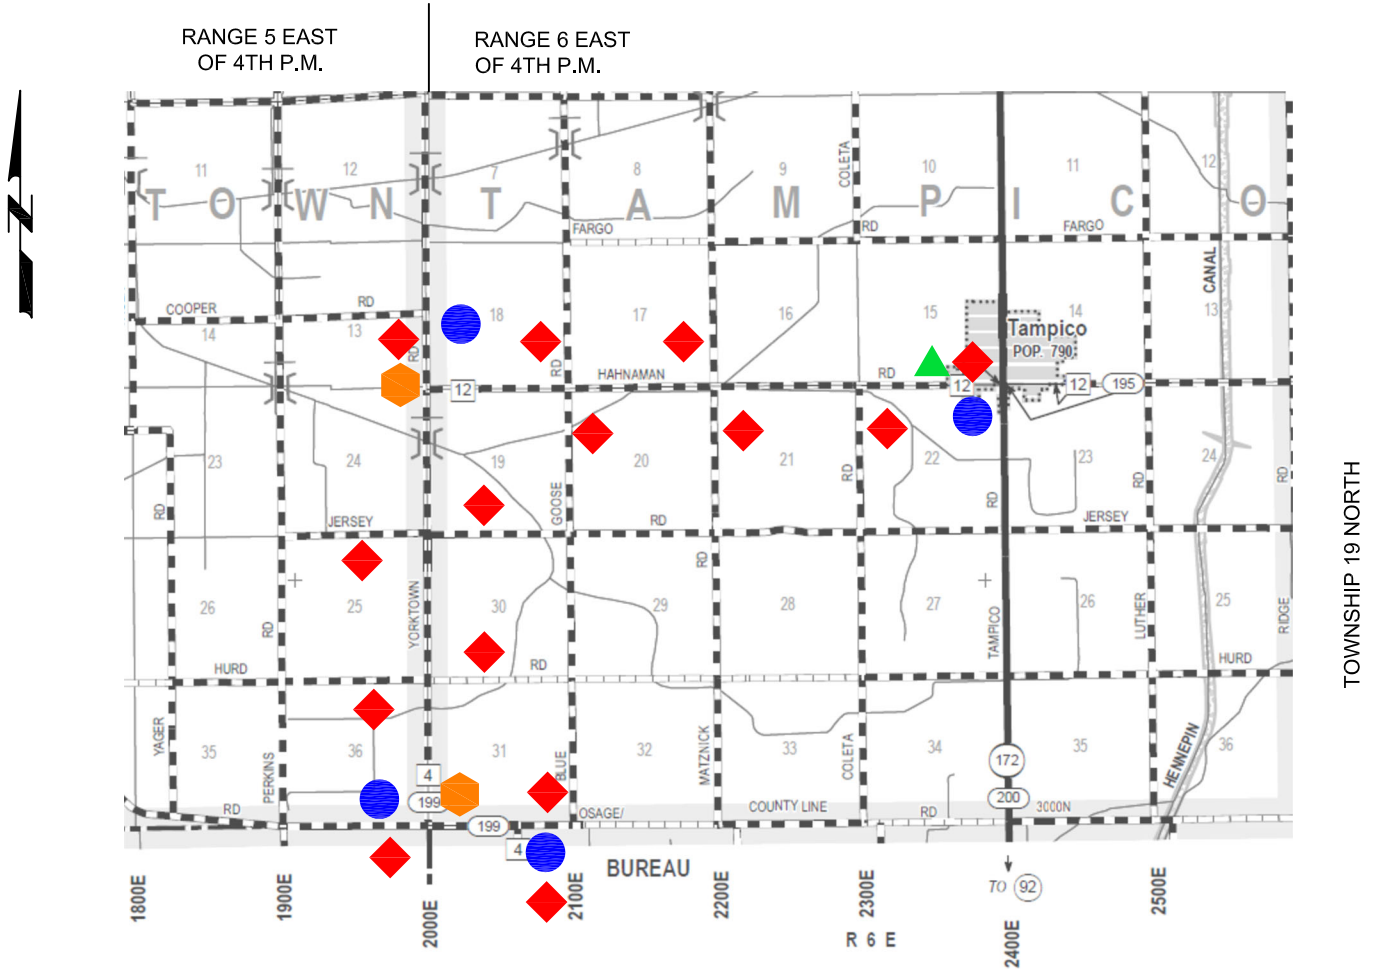 RANGE 5 EAST
OF 4TH P.M.
RANGE 6 EAST
OF 4TH P.M.
N
11
12
7
8
9
COLETA
10
11
12
T O W N T A M P I C O
FARGO
RD
FARGO
CANAL
COOPER
RD
14
13
RD
18
17
16
15
14
13
Tampico
POP. 790
RD
HAHNAMAN
RD
12
12
12
195
23
24
19
20
21
22
23
24
RD
GOOSE
RD
RD
RD
RD
JERSEY
RD
JERSEY
RD
26
25
YORKTOWN
30
29
28
27
TAMPICO
26
LUTHER
25
RIDGE
RD
HURD
RD
HURD
YAGER
35
PERKINS
36
31
BLUE
32
MATZNICK
33
COLETA
34
35
HENNEPIN
36
172
4
199
200
RD
OSAGE/
COUNTY LINE
RD
3000N
199
4
BUREAU
TO 92
1800E
1900E
2000E
2100E
2200E
2300E
2400E
2500E
R 6 E
TOWNSHIP 19 NORTH